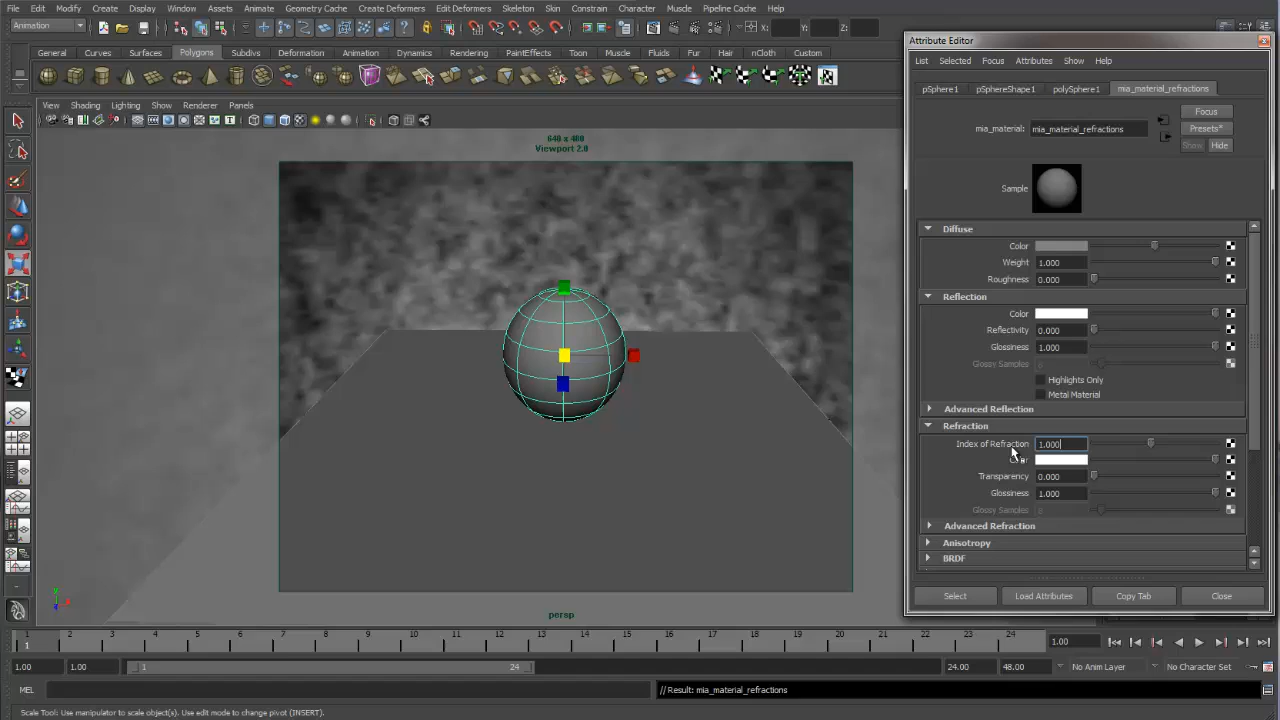 File Edit Modify Create Display Window Assets Animate Geometry Cache Create Deformers Edit Deformers Skeleton Skin Constrain Character Muscle Pipeline Cache Help
Animation
X: Y: Z:
General Curves Surfaces Polygons Subdivs Deformation Animation Dynamics Rendering PaintEffects Toon Muscle Fluids Fur Hair nCloth Custom
View Shading Lighting Show Renderer Panels
640 x 480
Viewport 2.0
persp
Attribute Editor
List Selected Focus Attributes Show Help
pSphere1 pSphereShape1 polySphere1 mia_material_refractions
Focus
mia_material: mia_material_refractions
Presets*
Show Hide
Sample
Diffuse
Color
Weight 1.000
Roughness 0.000
Reflection
Color
Reflectivity 0.000
Glossiness 1.000
Glossy Samples 8
Highlights Only
Metal Material
Advanced Reflection
Refraction
Index of Refraction 1.000
Transparency 0.000
Glossiness 1.000
Glossy Samples 8
Advanced Refraction
Anisotropy
BRDF
Select Load Attributes Copy Tab Close
1 2 3 4 5 6 7 8 9 10 11 12 13 14 15 16 17 18 19 20 21 22 23 24
1
1.00
1.00 1.00 1 24 24.00 48.00 No Anim Layer No Character Set
MEL // Result: mia_material_refractions
Scale Tool: Use manipulator to scale object(s). Use edit mode to change pivot (INSERT).